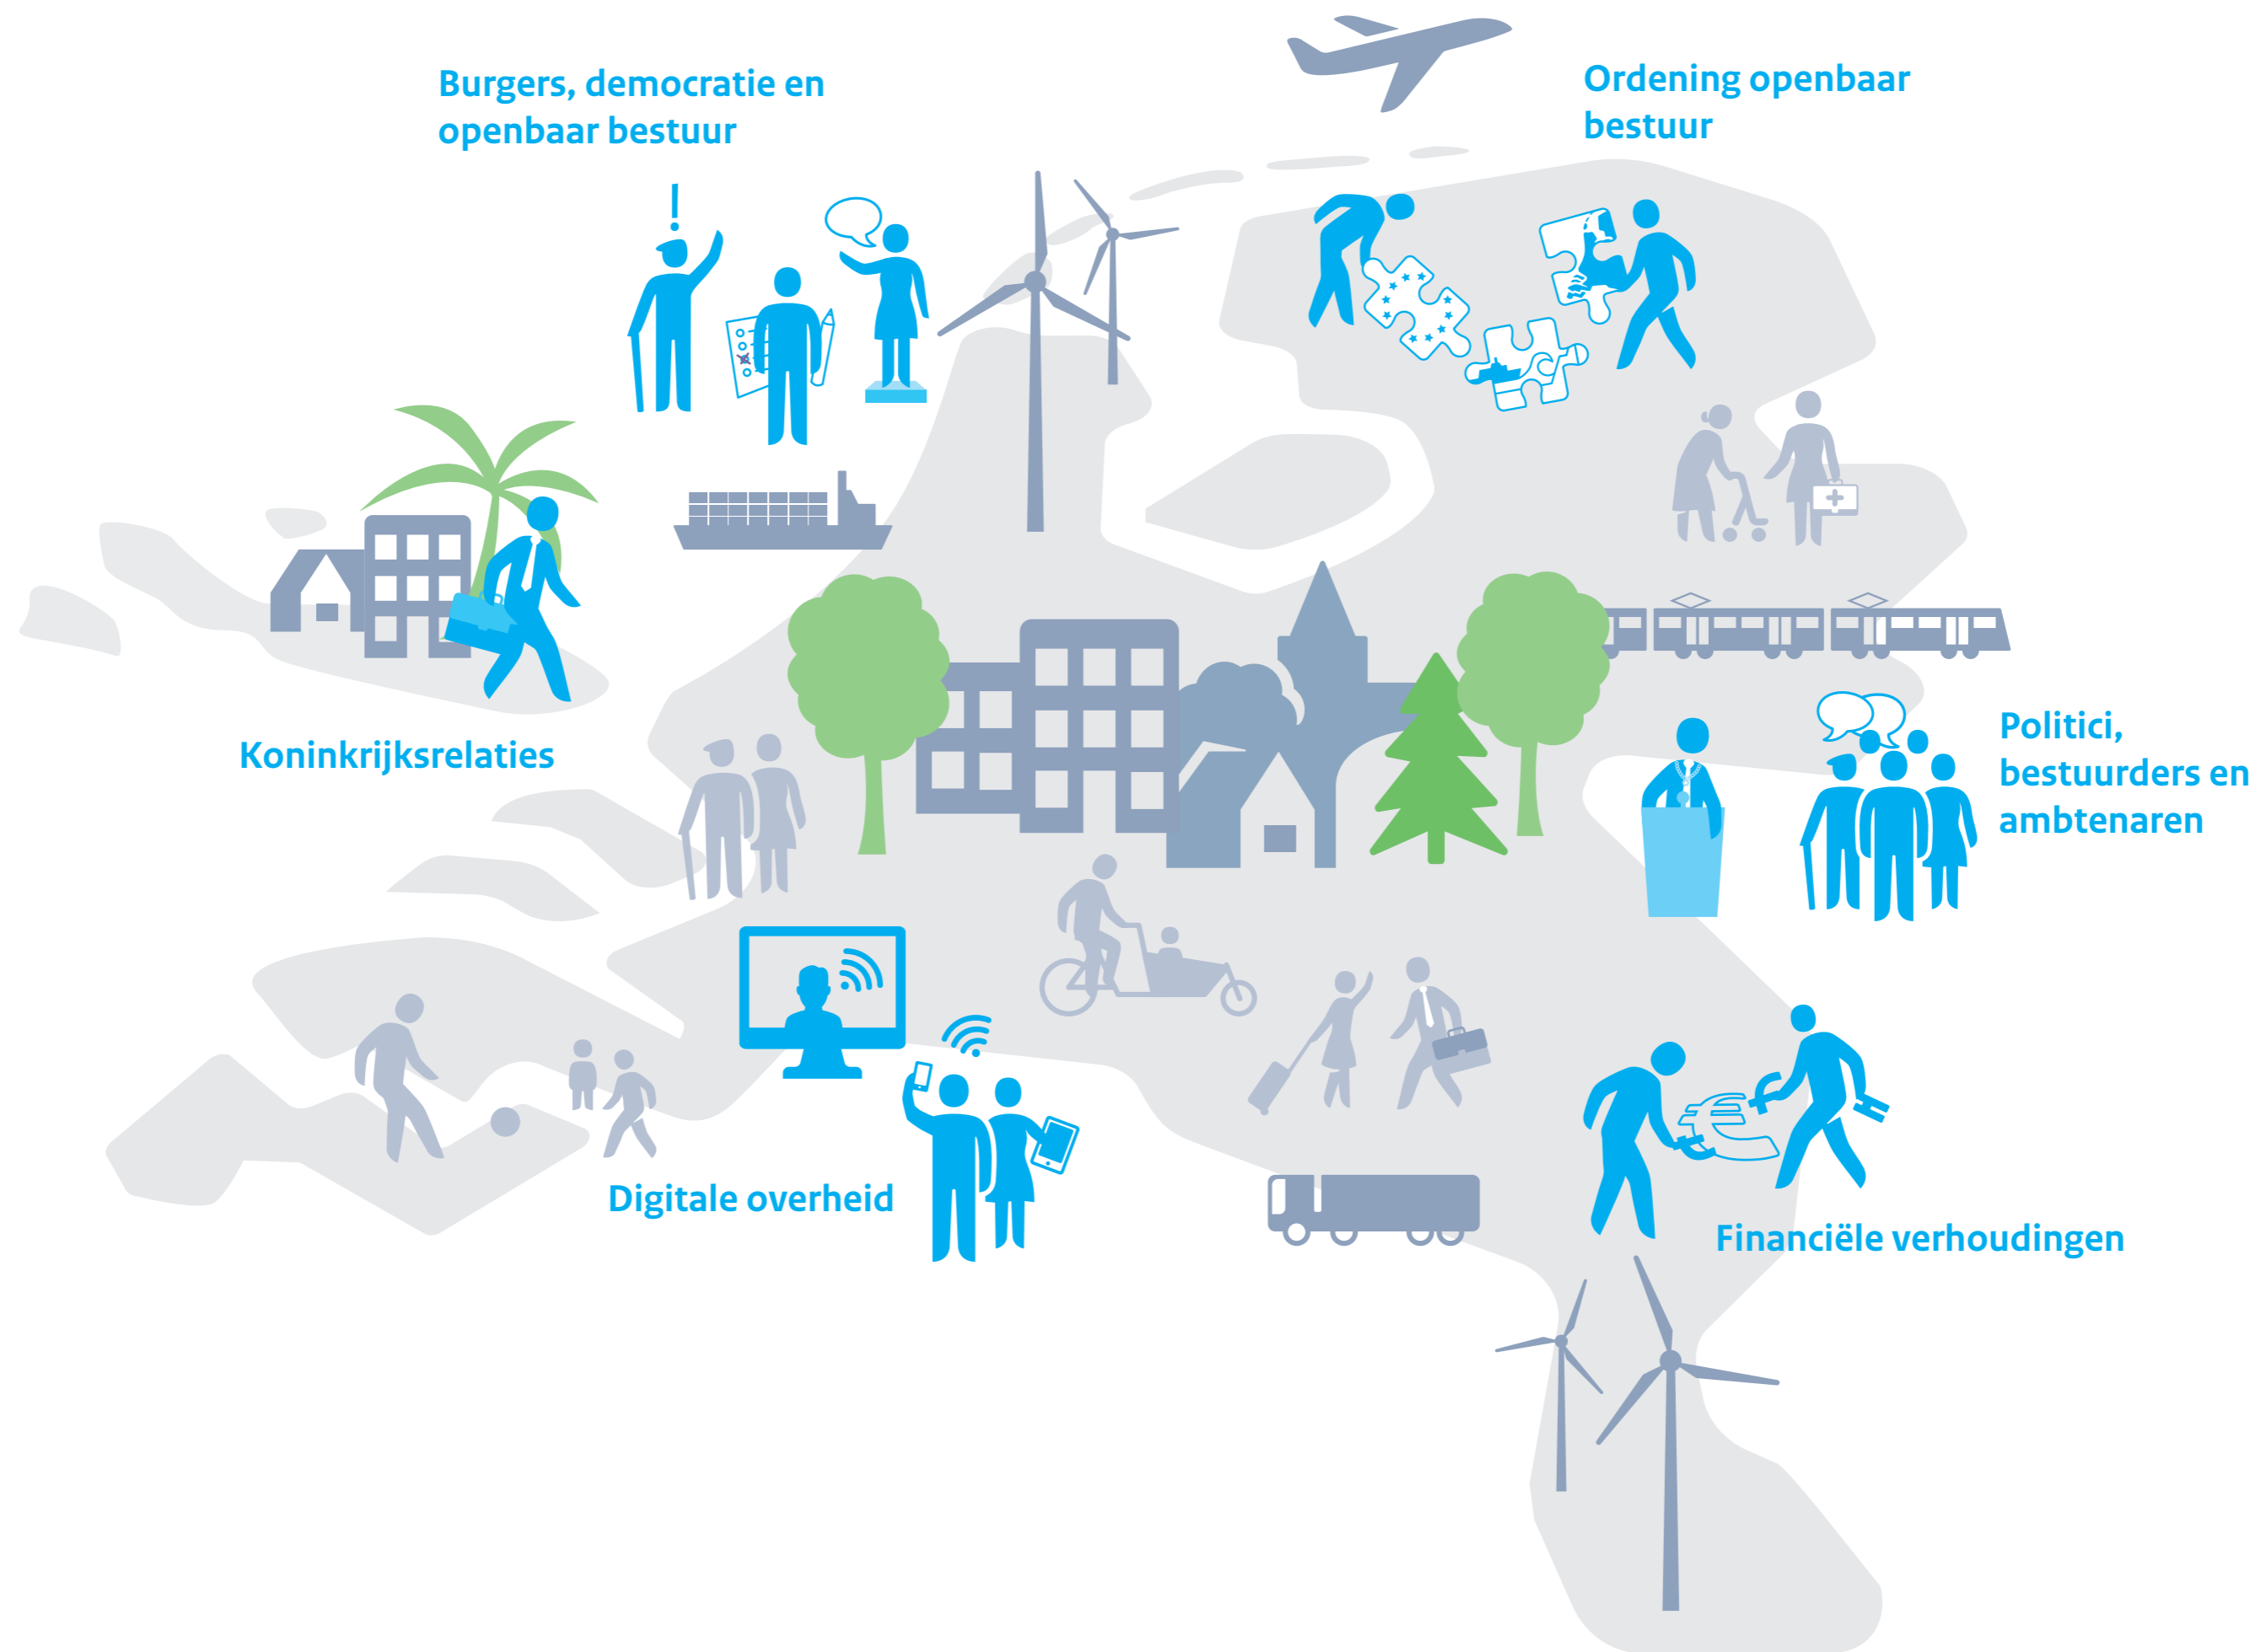 Burgers, democratie en
openbaar bestuur
Ordening openbaar
bestuur
Koninkrijksrelaties
Politici,
bestuurders en
ambtenaren
Digitale overheid
Financiële verhoudingen